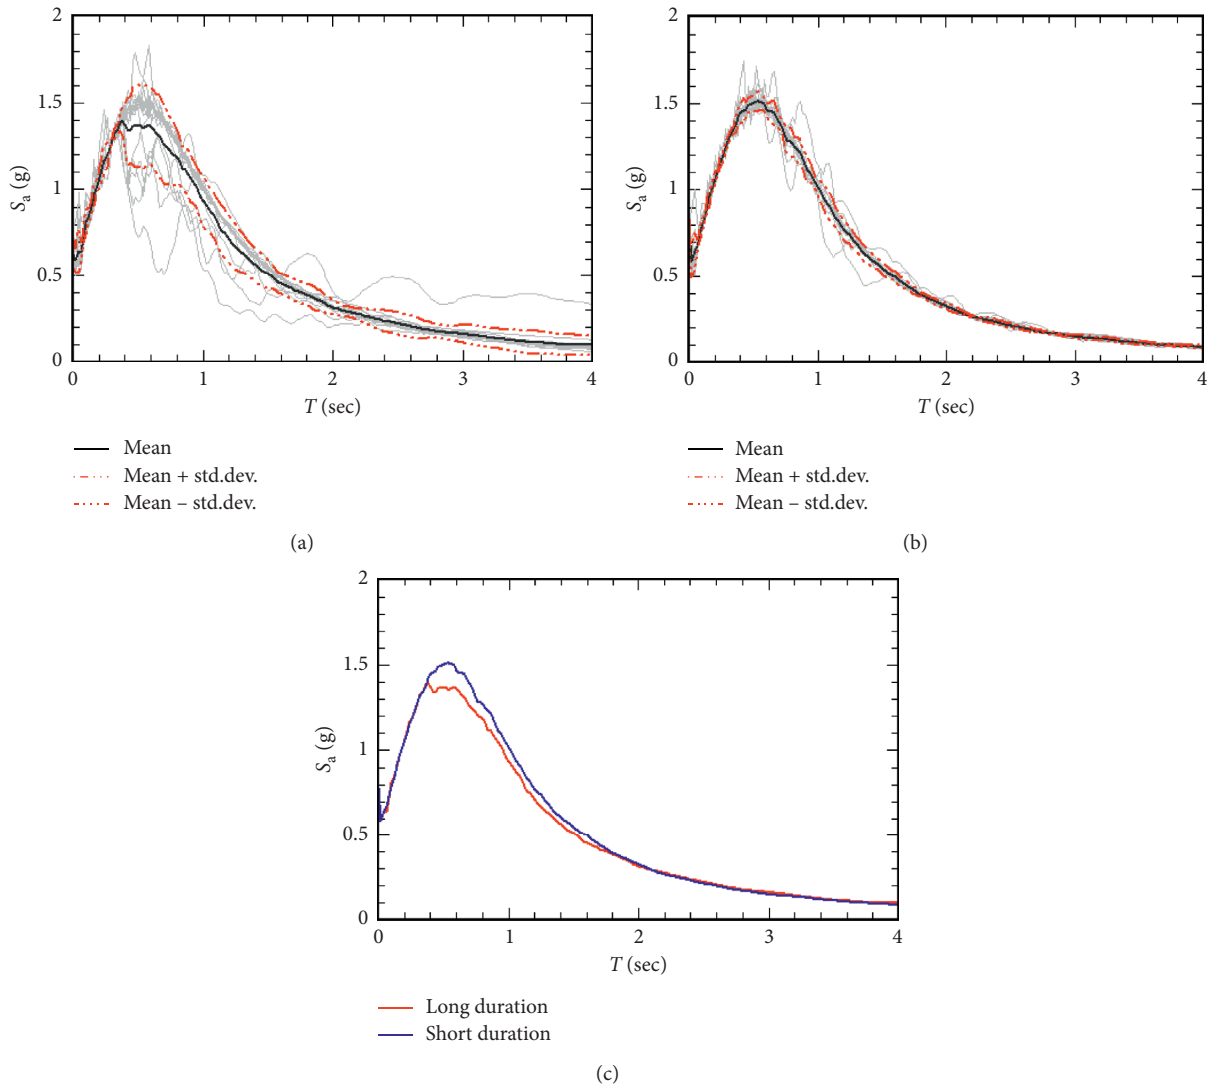 2
1.5
1
0.5
0
S_a (g)
0
1
2
3
4
T (sec)
Mean
Mean + std.dev.
Mean – std.dev.
(a)
2
1.5
1
0.5
0
S_a (g)
0
1
2
3
4
T (sec)
Mean
Mean + std.dev.
Mean – std.dev.
(b)
2
1.5
1
0.5
0
S_a (g)
0
1
2
3
4
T (sec)
Long duration
Short duration
(c)